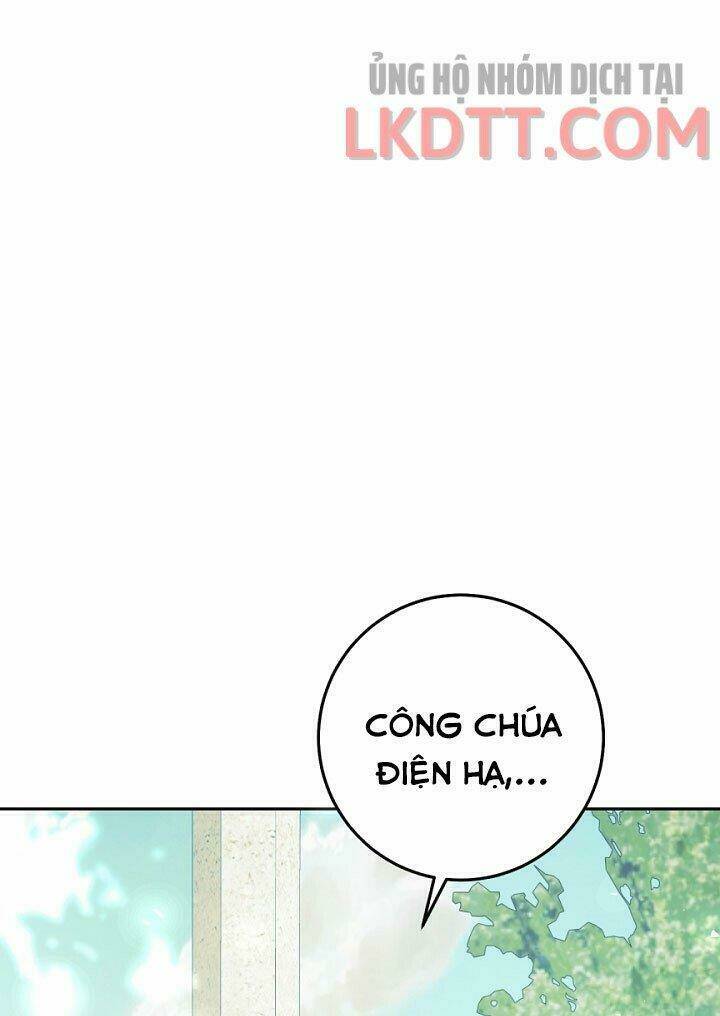 ỦNG HỘ NHÓM DỊCH TẠI
LKDTT.COM
CÔNG CHÚA
ĐIỆN HẠ,...